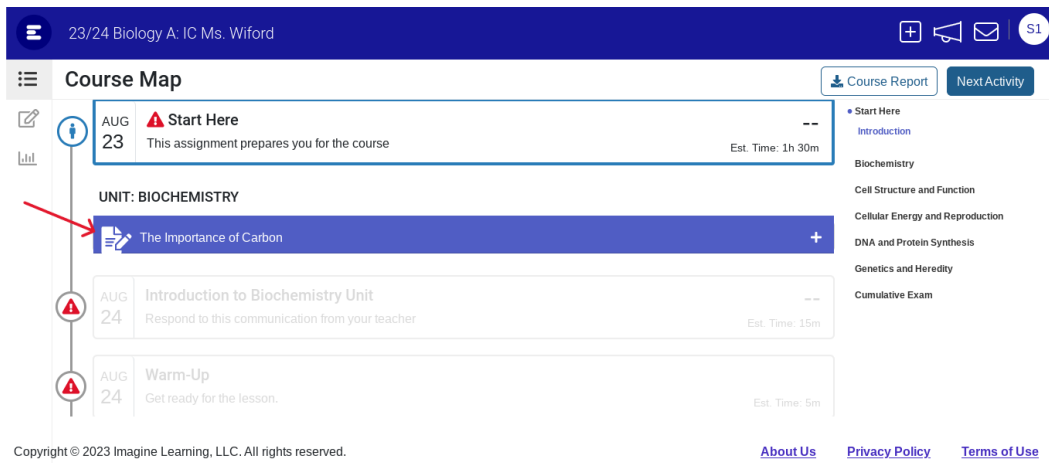 23/24 Biology A: IC Ms. Wiford
S1
Course Map
Course Report
Next Activity
AUG
23
Start Here
This assignment prepares you for the course
--
Est. Time: 1h 30m
UNIT: BIOCHEMISTRY
The Importance of Carbon
+
AUG
24
Introduction to Biochemistry Unit
Respond to this communication from your teacher
--
Est. Time: 15m
AUG
24
Warm-Up
Get ready for the lesson.
Est. Time: 5m
Start Here
Introduction
Biochemistry
Cell Structure and Function
Cellular Energy and Reproduction
DNA and Protein Synthesis
Genetics and Heredity
Cumulative Exam
Copyright © 2023 Imagine Learning, LLC. All rights reserved.
About Us
Privacy Policy
Terms of Use